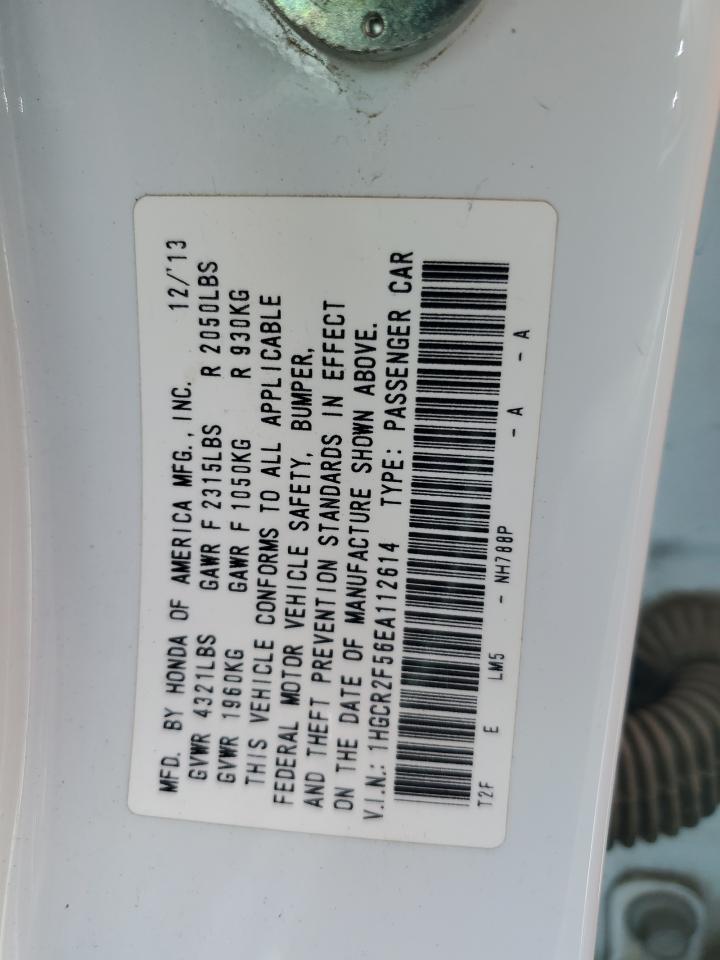 MFD. BY HONDA OF AMERICA MFG., INC. 12/'13
GVWR 4321LBS GAWR F 2315LBS R 2050LBS
GVWR 1960KG GAWR F 1050KG R 930KG
THIS VEHICLE CONFORMS TO ALL APPLICABLE
FEDERAL MOTOR VEHICLE SAFETY, BUMPER,
AND THEFT PREVENTION STANDARDS IN EFFECT
ON THE DATE OF MANUFACTURE SHOWN ABOVE.
V.I.N.: 1HGCR2F56EA112614 TYPE: PASSENGER CAR
T2F E LM5 - NH788P - A - A